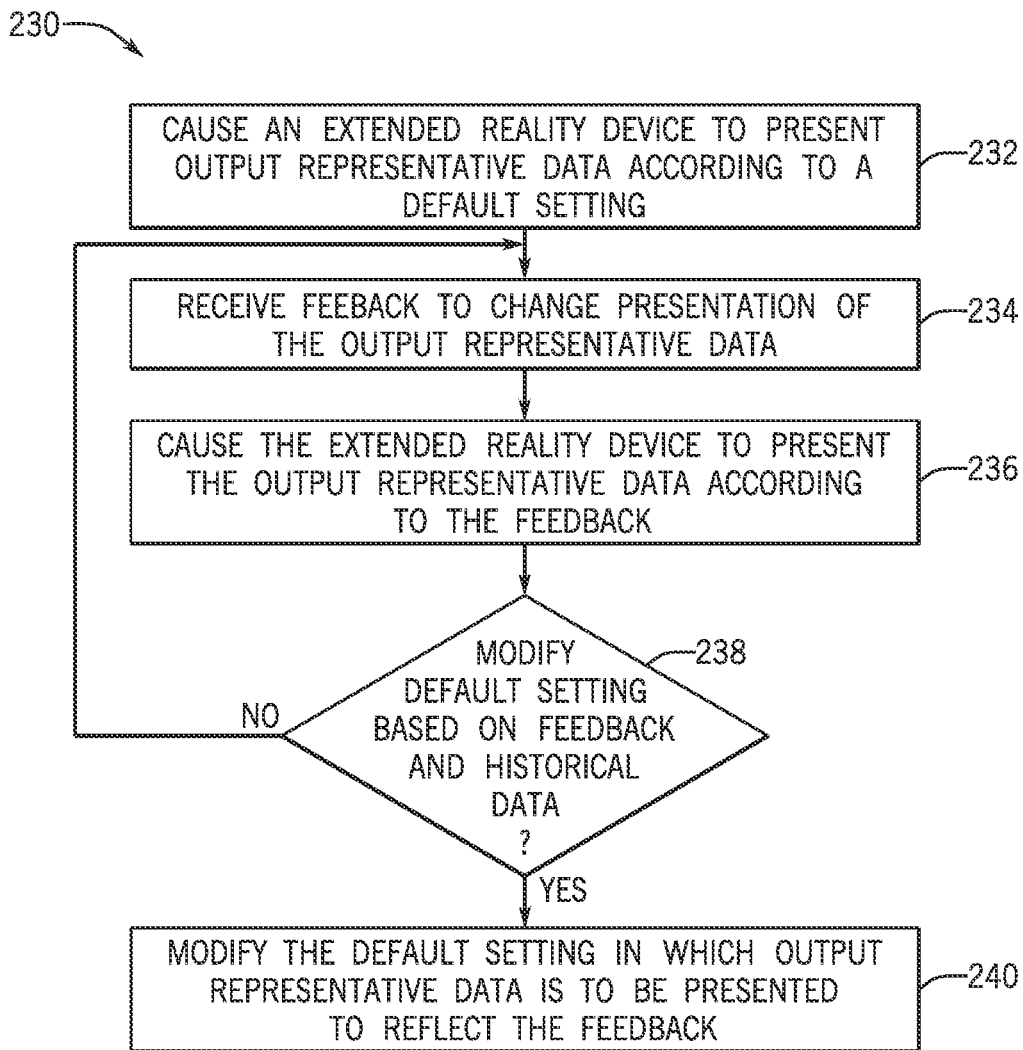 230
CAUSE AN EXTENDED REALITY DEVICE TO PRESENT
OUTPUT REPRESENTATIVE DATA ACCORDING TO A
DEFAULT SETTING
232
RECEIVE FEEBACK TO CHANGE PRESENTATION OF
THE OUTPUT REPRESENTATIVE DATA
234
CAUSE THE EXTENDED REALITY DEVICE TO PRESENT
THE OUTPUT REPRESENTATIVE DATA ACCORDING
TO THE FEEDBACK
236
MODIFY
DEFAULT SETTING
BASED ON FEEDBACK
AND HISTORICAL
DATA
?
238
NO
YES
MODIFY THE DEFAULT SETTING IN WHICH OUTPUT
REPRESENTATIVE DATA IS TO BE PRESENTED
TO REFLECT THE FEEDBACK
240